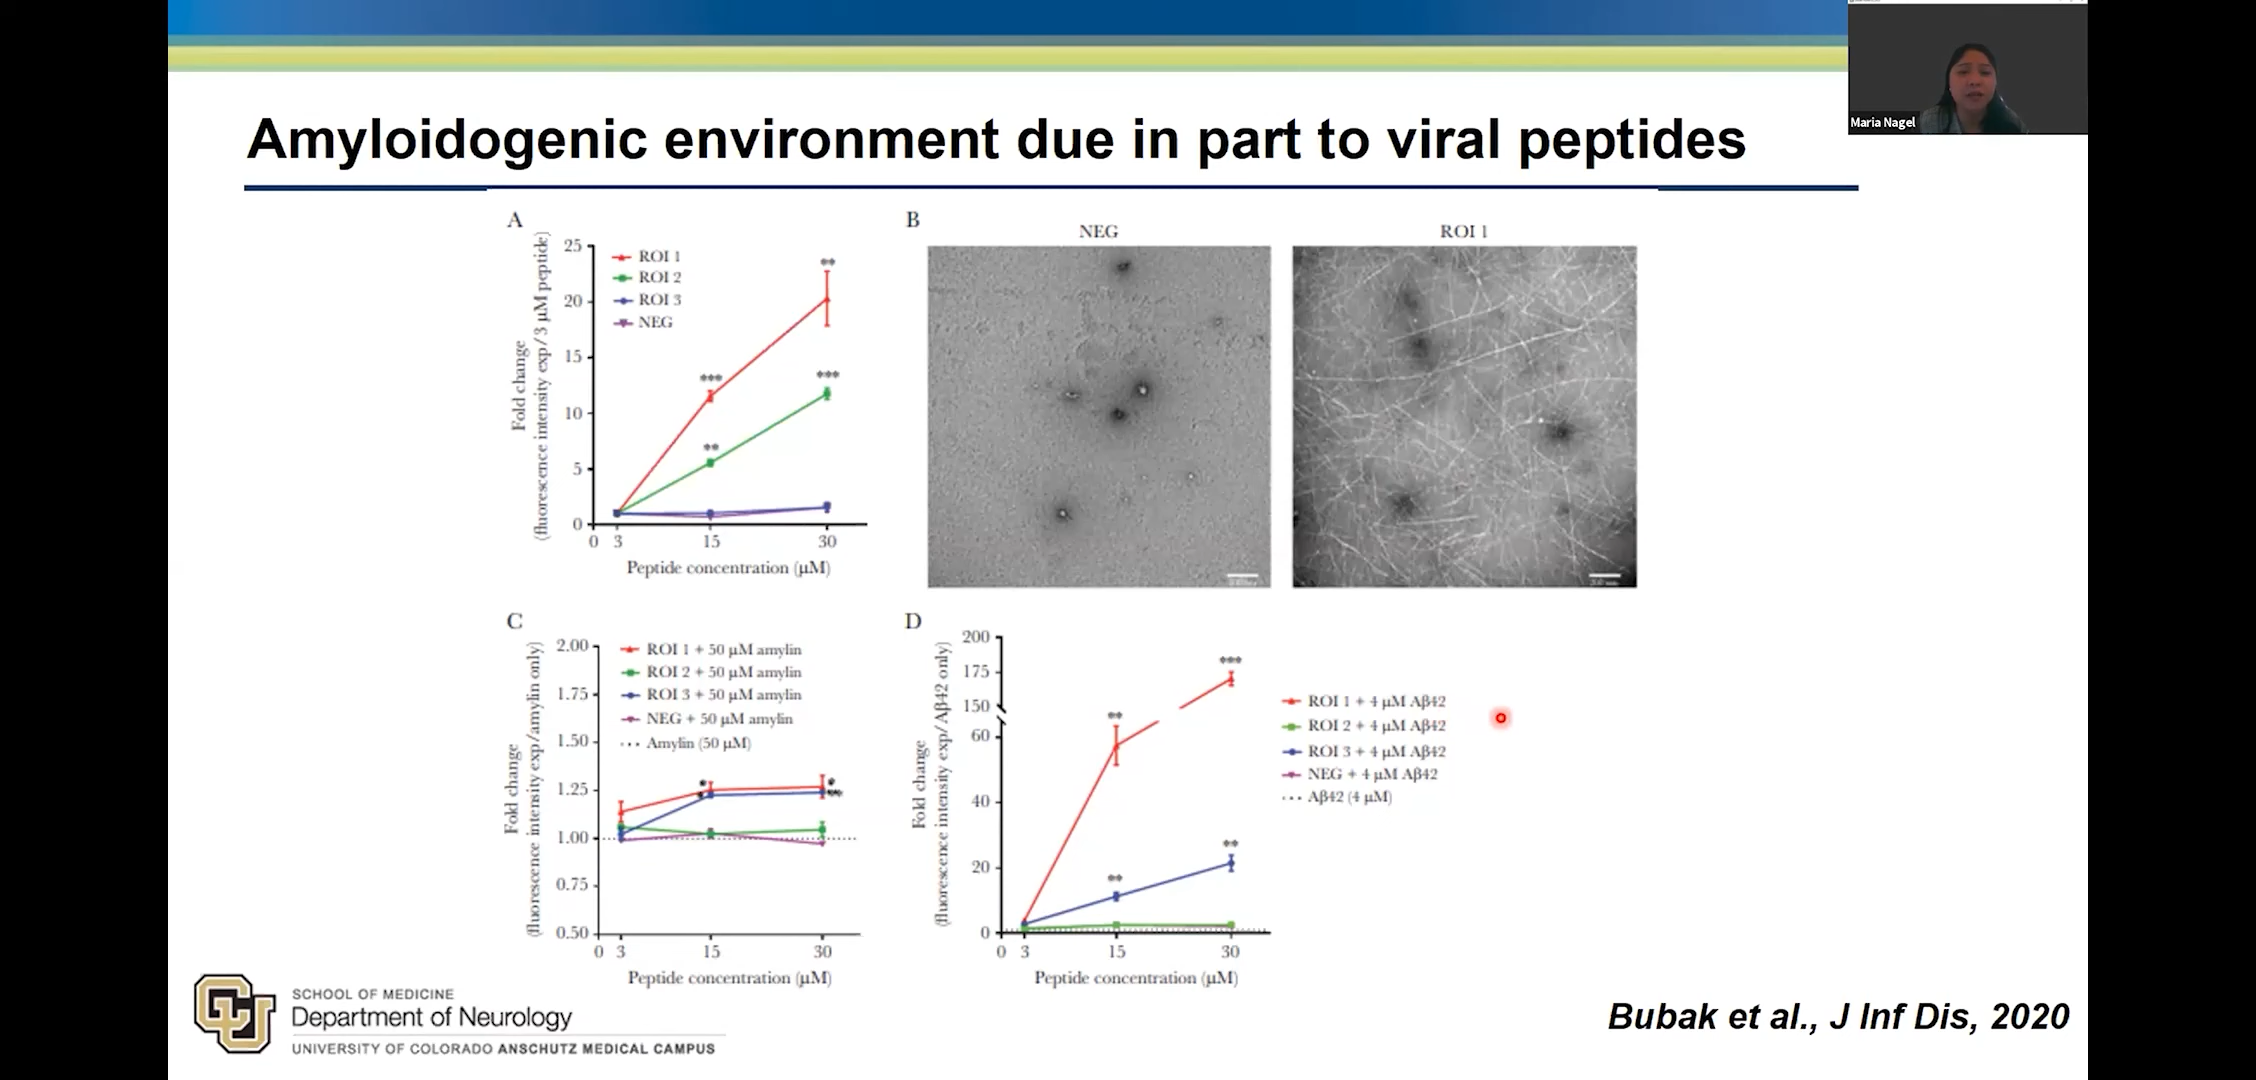 Maria Nagel
Amyloidogenic environment due in part to viral peptides
A
Fold change
(fluorescence intensity exp/3 μM peptide)
25
20
15
10
5
0
ROI 1
ROI 2
ROI 3
NEG
**
***
***
**
0 3 15 30
Peptide concentration (μM)
B
NEG
ROI 1
C
Fold change
(fluorescence intensity exp/amylin only)
2.00
1.75
1.50
1.25
1.00
0.75
0.50
ROI 1 + 50 μM amylin
ROI 2 + 50 μM amylin
ROI 3 + 50 μM amylin
NEG + 50 μM amylin
Amylin (50 μM)
*
*
*
**
0 3 15 30
Peptide concentration (μM)
D
Fold change
(fluorescence intensity exp/Aβ42 only)
200
175
150
60
40
20
0
***
**
**
**
0 3 15 30
Peptide concentration (μM)
ROI 1 + 4 μM Aβ42
ROI 2 + 4 μM Aβ42
ROI 3 + 4 μM Aβ42
NEG + 4 μM Aβ42
Aβ42 (4 μM)
CU
SCHOOL OF MEDICINE
Department of Neurology
UNIVERSITY OF COLORADO ANSCHUTZ MEDICAL CAMPUS
Bubak et al., J Inf Dis, 2020